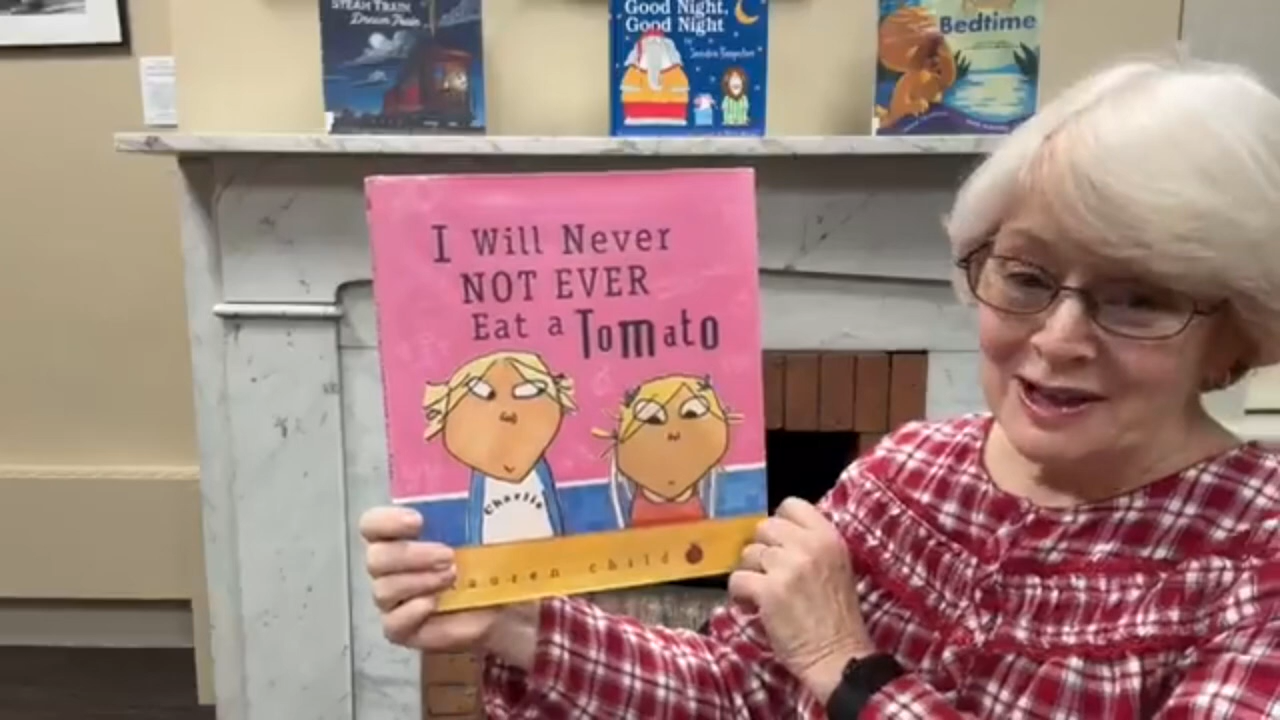 STEAM TRAIN
Dream Train
Good Night,
Good Night
Bedtime
I Will Never
NOT EVER
Eat a Tomato
Charlie
lauren child